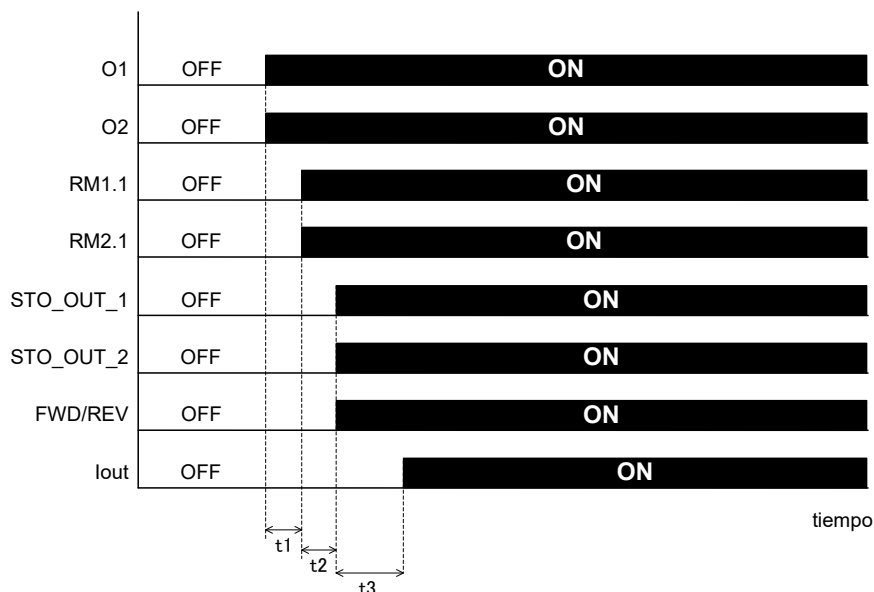 O1 OFF ON
O2 OFF ON
RM1.1 OFF ON
RM2.1 OFF ON
STO_OUT_1 OFF ON
STO_OUT_2 OFF ON
FWD/REV OFF ON
Iout OFF ON
tiempo
t1
t2
t3